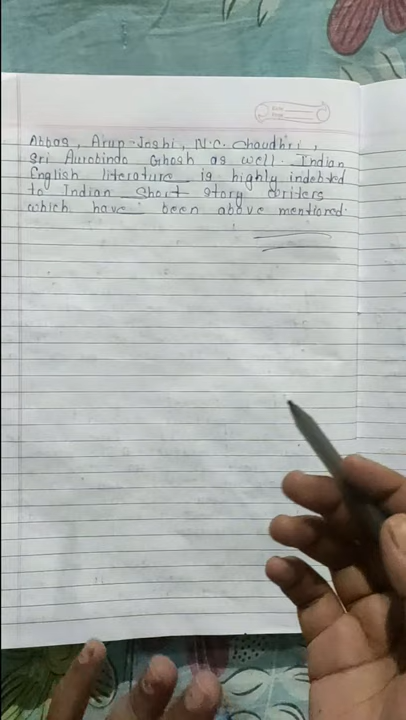 Abbas, Arup Joshi, N.C. Chaudhri,
Sri Aurobindo Ghosh as well. Indian
English literature is highly indebted
to Indian Short story writers
which have been above mentioned.